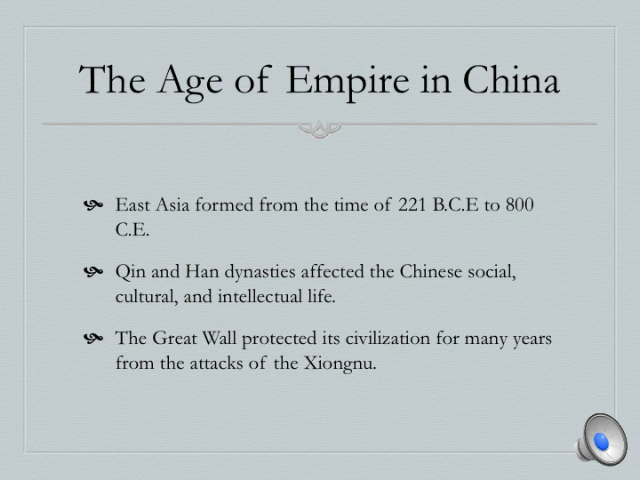 The Age of Empire in China
East Asia formed from the time of 221 B.C.E to 800
C.E.
Qin and Han dynasties affected the Chinese social,
cultural, and intellectual life.
The Great Wall protected its civilization for many years
from the attacks of the Xiongnu.